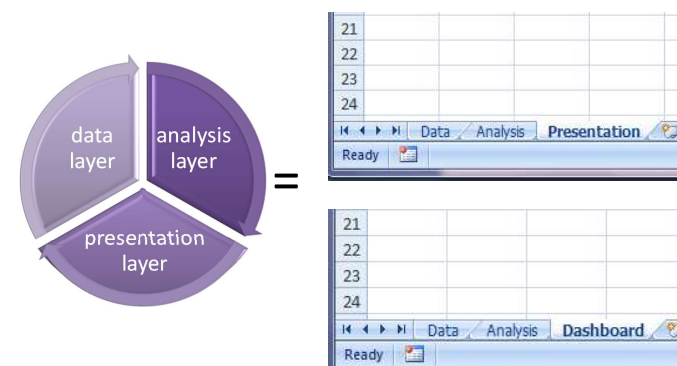 data
layer
analysis
layer
presentation
layer
=
21
22
23
24
Data Analysis Presentation
Ready
21
22
23
24
Data Analysis Dashboard
Ready